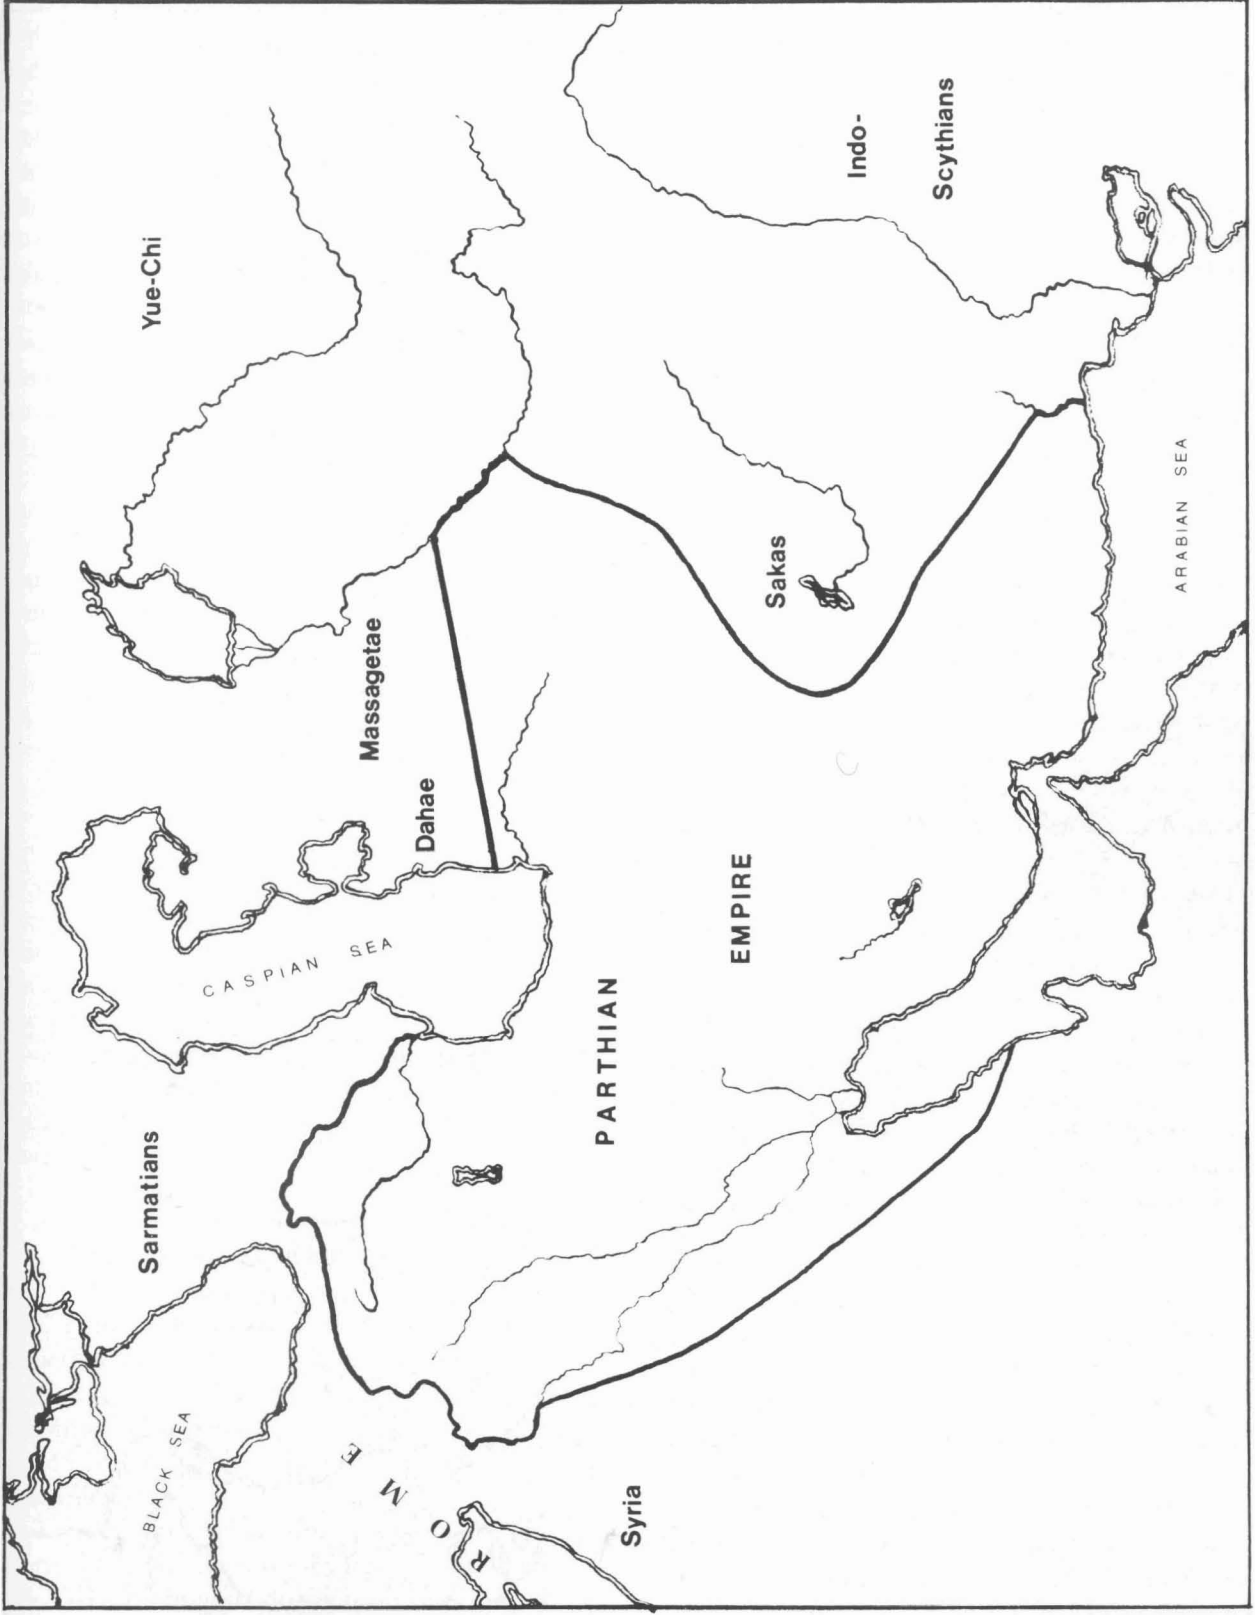 Sarmatians
Yue-Chi
BLACK SEA
CASPIAN SEA
ROME
Massagetae
Dahae
Syria
PARTHIAN
EMPIRE
Sakas
Indo-
Scythians
ARABIAN SEA